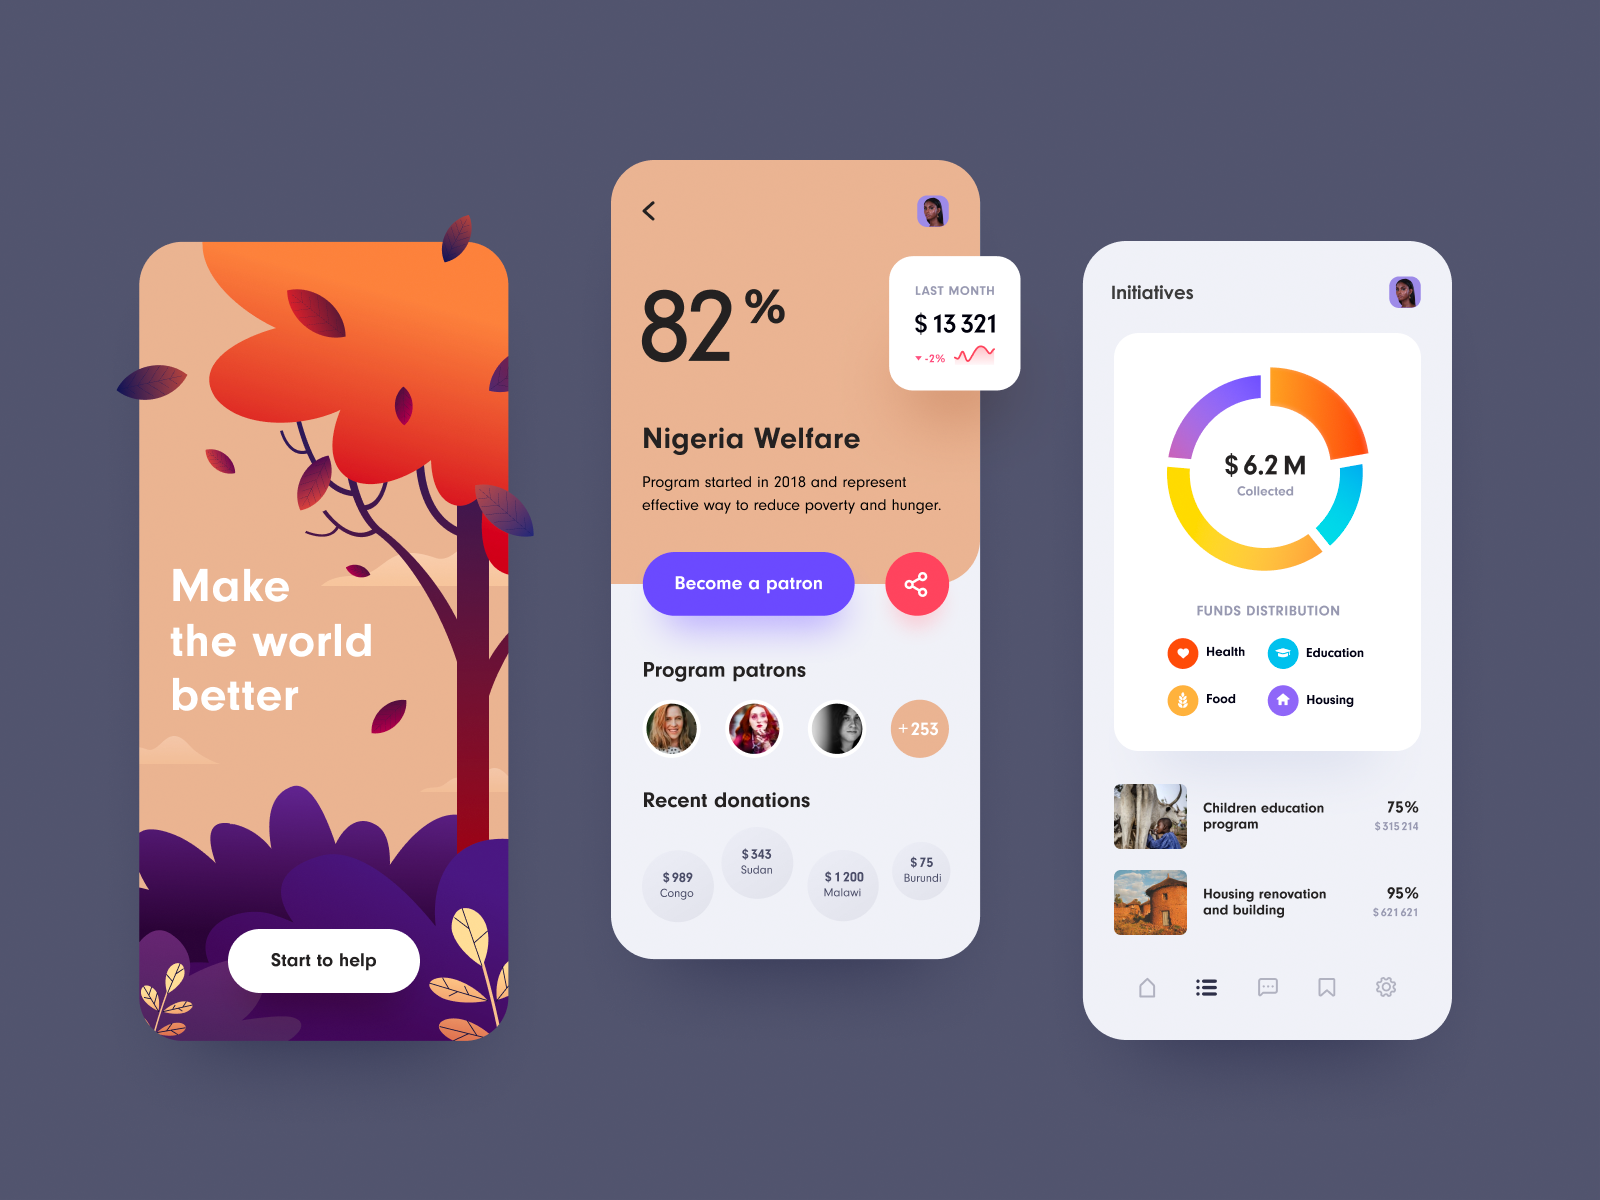 Make
the world
better
Start to help
82%
LAST MONTH
$ 13 321
-2%
Nigeria Welfare
Program started in 2018 and represent
effective way to reduce poverty and hunger.
Become a patron
Program patrons
+253
Recent donations
$ 989
Congo
$ 343
Sudan
$ 1 200
Malawi
$ 75
Burundi
Initiatives
$ 6.2 M
Collected
FUNDS DISTRIBUTION
Health
Education
Food
Housing
Children education
program
75%
$ 315 214
Housing renovation
and building
95%
$ 621 621